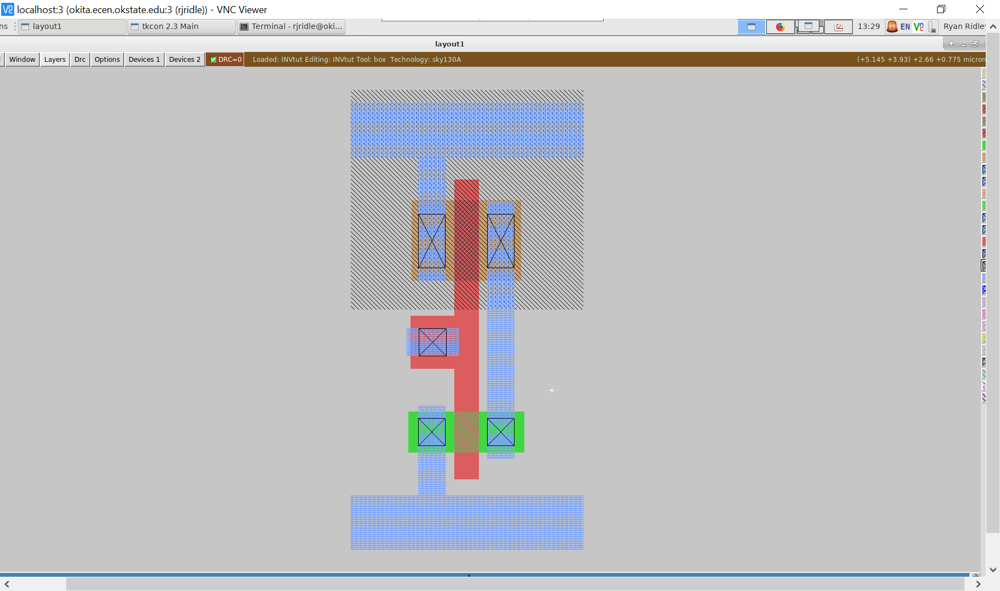 localhost:3 (okita.ecen.okstate.edu:3 (rjridle)) - VNC Viewer
ns layout1 tkcon 2.3 Main Terminal - rjridle@oki... 13:29 EN Ryan Ridley
layout1
Window Layers Drc Options Devices 1 Devices 2 DRC=0 Loaded: INVtut Editing: INVtut Tool: box Technology: sky130A (+5.145 +3.93) +2.66 +0.775 micron